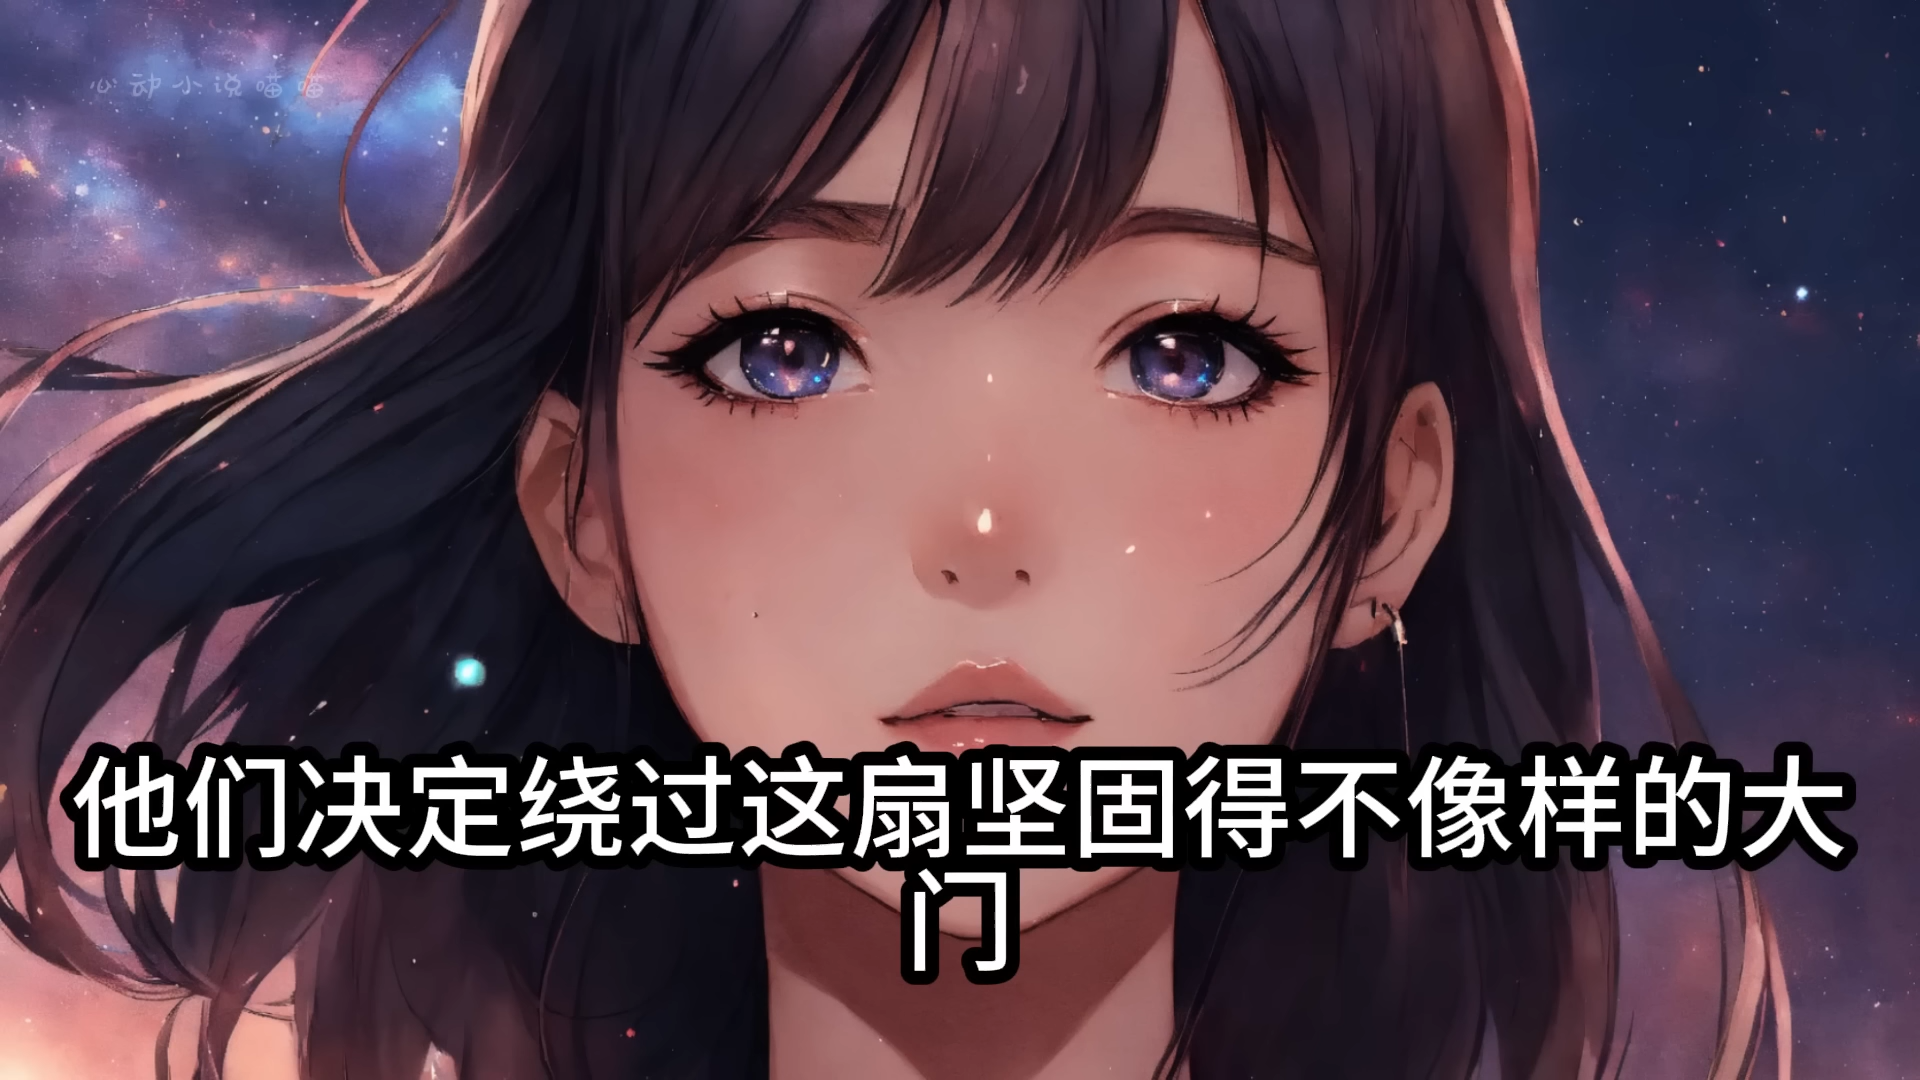 心动小说喵喵
他们决定绕过这扇坚固得不像样的大
门